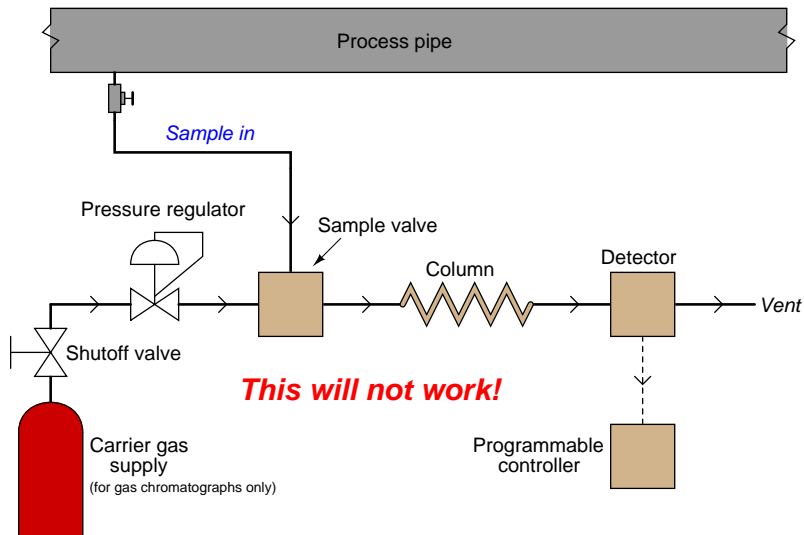 Process pipe
Sample in
Pressure regulator
Sample valve
Column
Detector
Vent
Shutoff valve
This will not work!
Carrier gas
supply
(for gas chromatographs only)
Programmable
controller